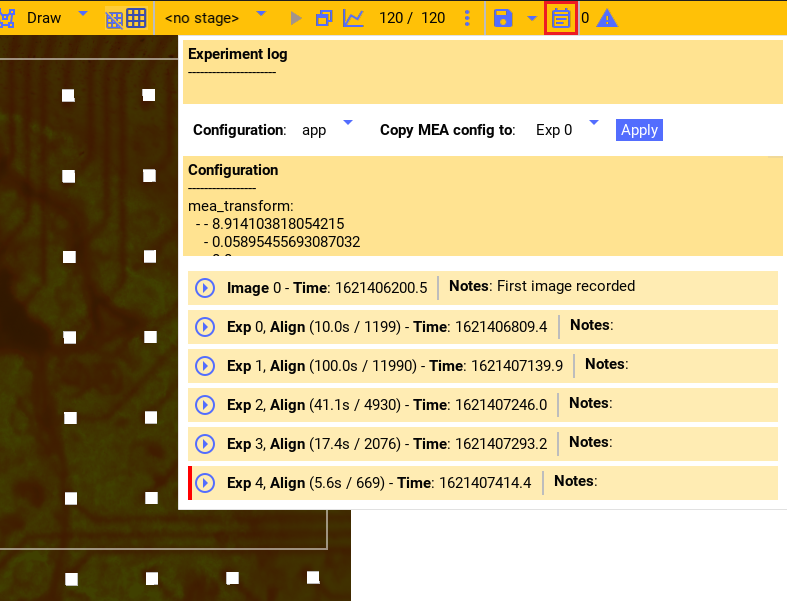 Draw <no stage> 120 / 120 0
Experiment log
----------------------
Configuration: app Copy MEA config to: Exp 0 Apply
Configuration
-----------------
mea_transform:
- - 8.914103818054215
- 0.05895455693087032
Image 0 - Time: 1621406200.5 Notes: First image recorded
Exp 0, Align (10.0s / 1199) - Time: 1621406809.4 Notes:
Exp 1, Align (100.0s / 11990) - Time: 1621407139.9 Notes:
Exp 2, Align (41.1s / 4930) - Time: 1621407246.0 Notes:
Exp 3, Align (17.4s / 2076) - Time: 1621407293.2 Notes:
Exp 4, Align (5.6s / 669) - Time: 1621407414.4 Notes: